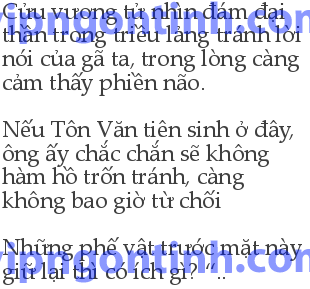 Cửu vương tử nhìn đám đại
thần trong triều lảng tránh lời
nói của gã ta, trong lòng càng
cảm thấy phiền não.
Nếu Tôn Văn tiên sinh ở đây,
ông ấy chắc chắn sẽ không
hàm hồ trốn tránh, càng
không bao giờ từ chối
Những phế vật trước mặt này
giữ lại thì có ích gì? “..
vipngontinh.com